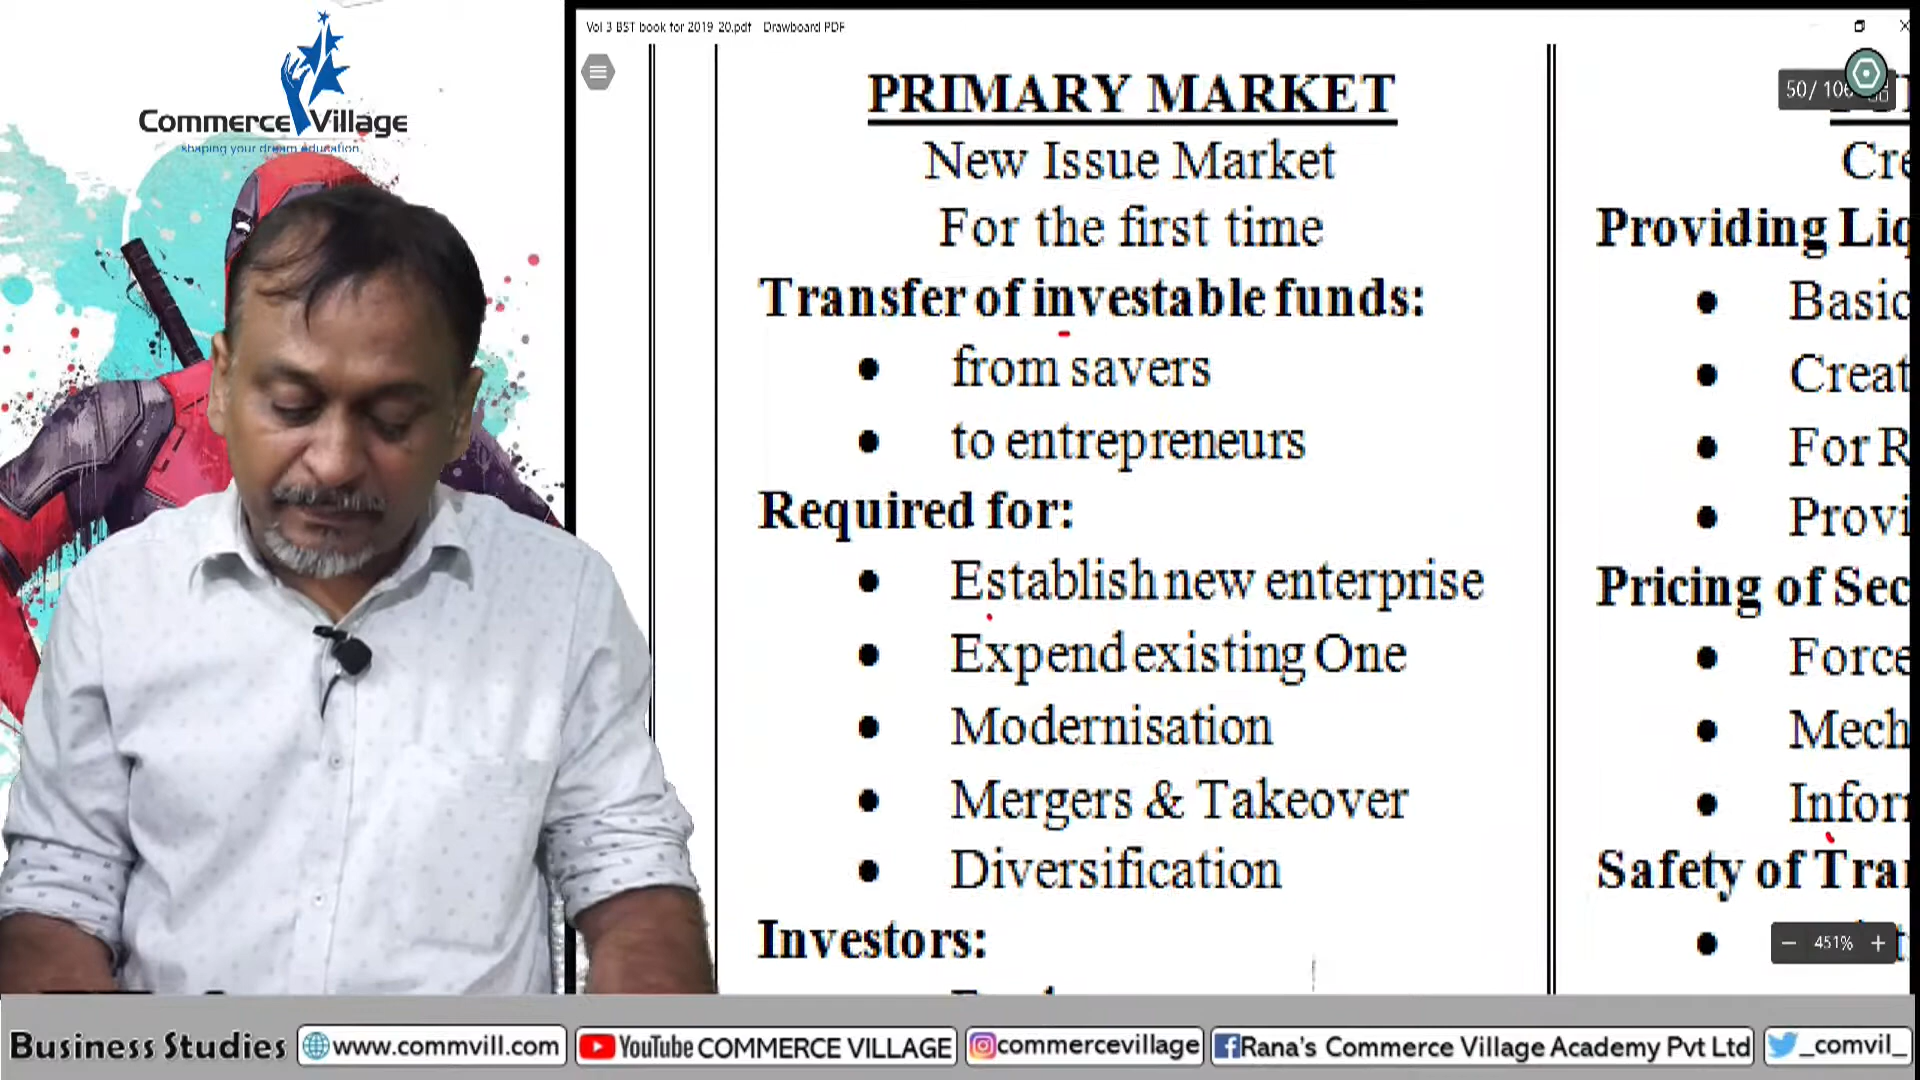 Commerce Village
shaping your dream education
Vol 3 BST book for 2019 20.pdf Drawboard PDF
50 / 106
PRIMARY MARKET
New Issue Market
For the first time
Transfer of investable funds:
• from savers
• to entrepreneurs
Required for:
• Establish new enterprise
• Expend existing One
• Modernisation
• Mergers & Takeover
• Diversification
Investors:
Cre
Providing Liq
• Basic
• Creat
• For R
• Provi
Pricing of Sec
• Force
• Mech
• Infor
Safety of Tra
451%
Business Studies
www.commvill.com
YouTube COMMERCE VILLAGE
commercevillage
Rana's Commerce Village Academy Pvt Ltd
_comvil_